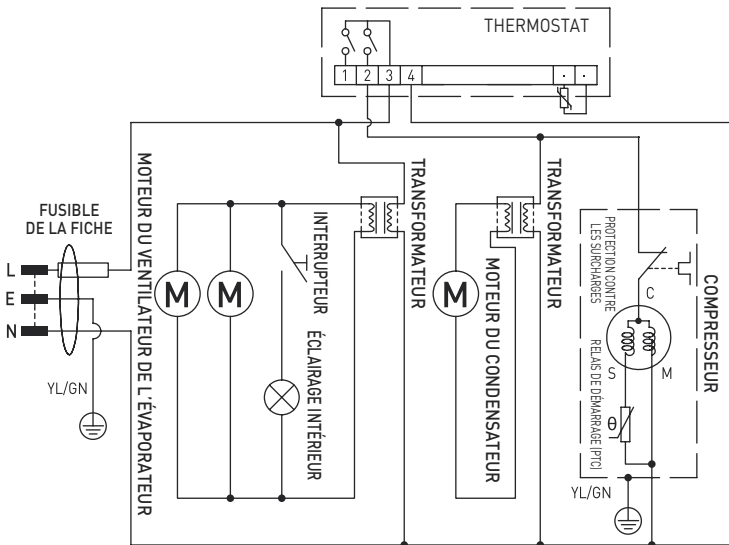 THERMOSTAT
1 2 3 4 · ·
FUSIBLE
DE LA FICHE
L
E
N
YL/GN
MOTEUR DU VENTILATEUR DE L'ÉVAPORATEUR
M
M
INTERRUPTEUR
ÉCLAIRAGE INTÉRIEUR
TRANSFORMATEUR
M
MOTEUR DU CONDENSATEUR
TRANSFORMATEUR
PROTECTION CONTRE
LES SURCHARGES
C
S
M
RELAIS DE DÉMARRAGE (PTC)
θ
YL/GN
COMPRESSEUR